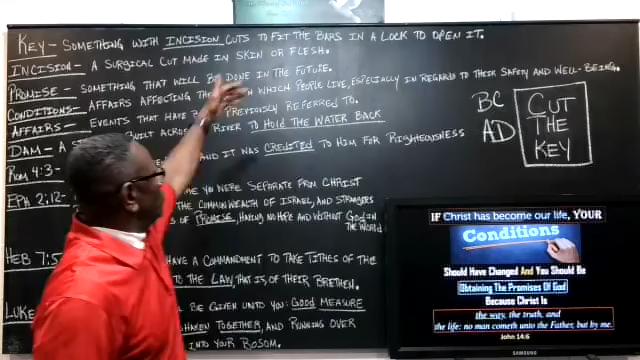 KEY – SOMETHING WITH INCISION CUTS TO FIT THE BARS IN A LOCK TO OPEN IT.
INCISION – A SURGICAL CUT MADE IN SKIN OR FLESH.
PROMISE – SOMETHING THAT WILL BE DONE IN THE FUTURE.
CONDITIONS – AFFAIRS AFFECTING THE IN WHICH PEOPLE LIVE, ESPECIALLY IN REGARDS TO THEIR SAFETY AND WELL-BEING.
AFFAIRS – EVENTS THAT HAVE PREVIOUSLY REFERRED TO.
DAM – A BUILT ACROSS RIVER TO HOLD THE WATER BACK
ROM 4:3 – AND IT WAS CREDITED TO HIM FOR RIGHTEOUSNESS
EPH 2:12 – YE WERE SEPARATE FROM CHRIST
THE COMMONWEALTH OF ISRAEL, AND STRANGERS
OF PROMISE, HAVING NO HOPE AND WITHOUT GOD IN
THE WORLD
HEB 7:5 HAVE A COMMANDMENT TO TAKE TITHES OF THE
TO THE LAW, THAT IS, OF THEIR BRETHEN.
LUKE BE GIVEN UNTO YOU: GOOD MEASURE
SHAKEN TOGETHER, AND RUNNING OVER
INTO YOUR BOSOM.
BC
AD
CUT
THE
KEY
IF Christ has become our life, YOUR
Conditions
Should Have Changed And You Should Be
Obtaining The Promises Of God
Because Christ Is
the way, the truth, and
the life: no man cometh unto the Father, but by me.
John 14:6
SAMSUNG